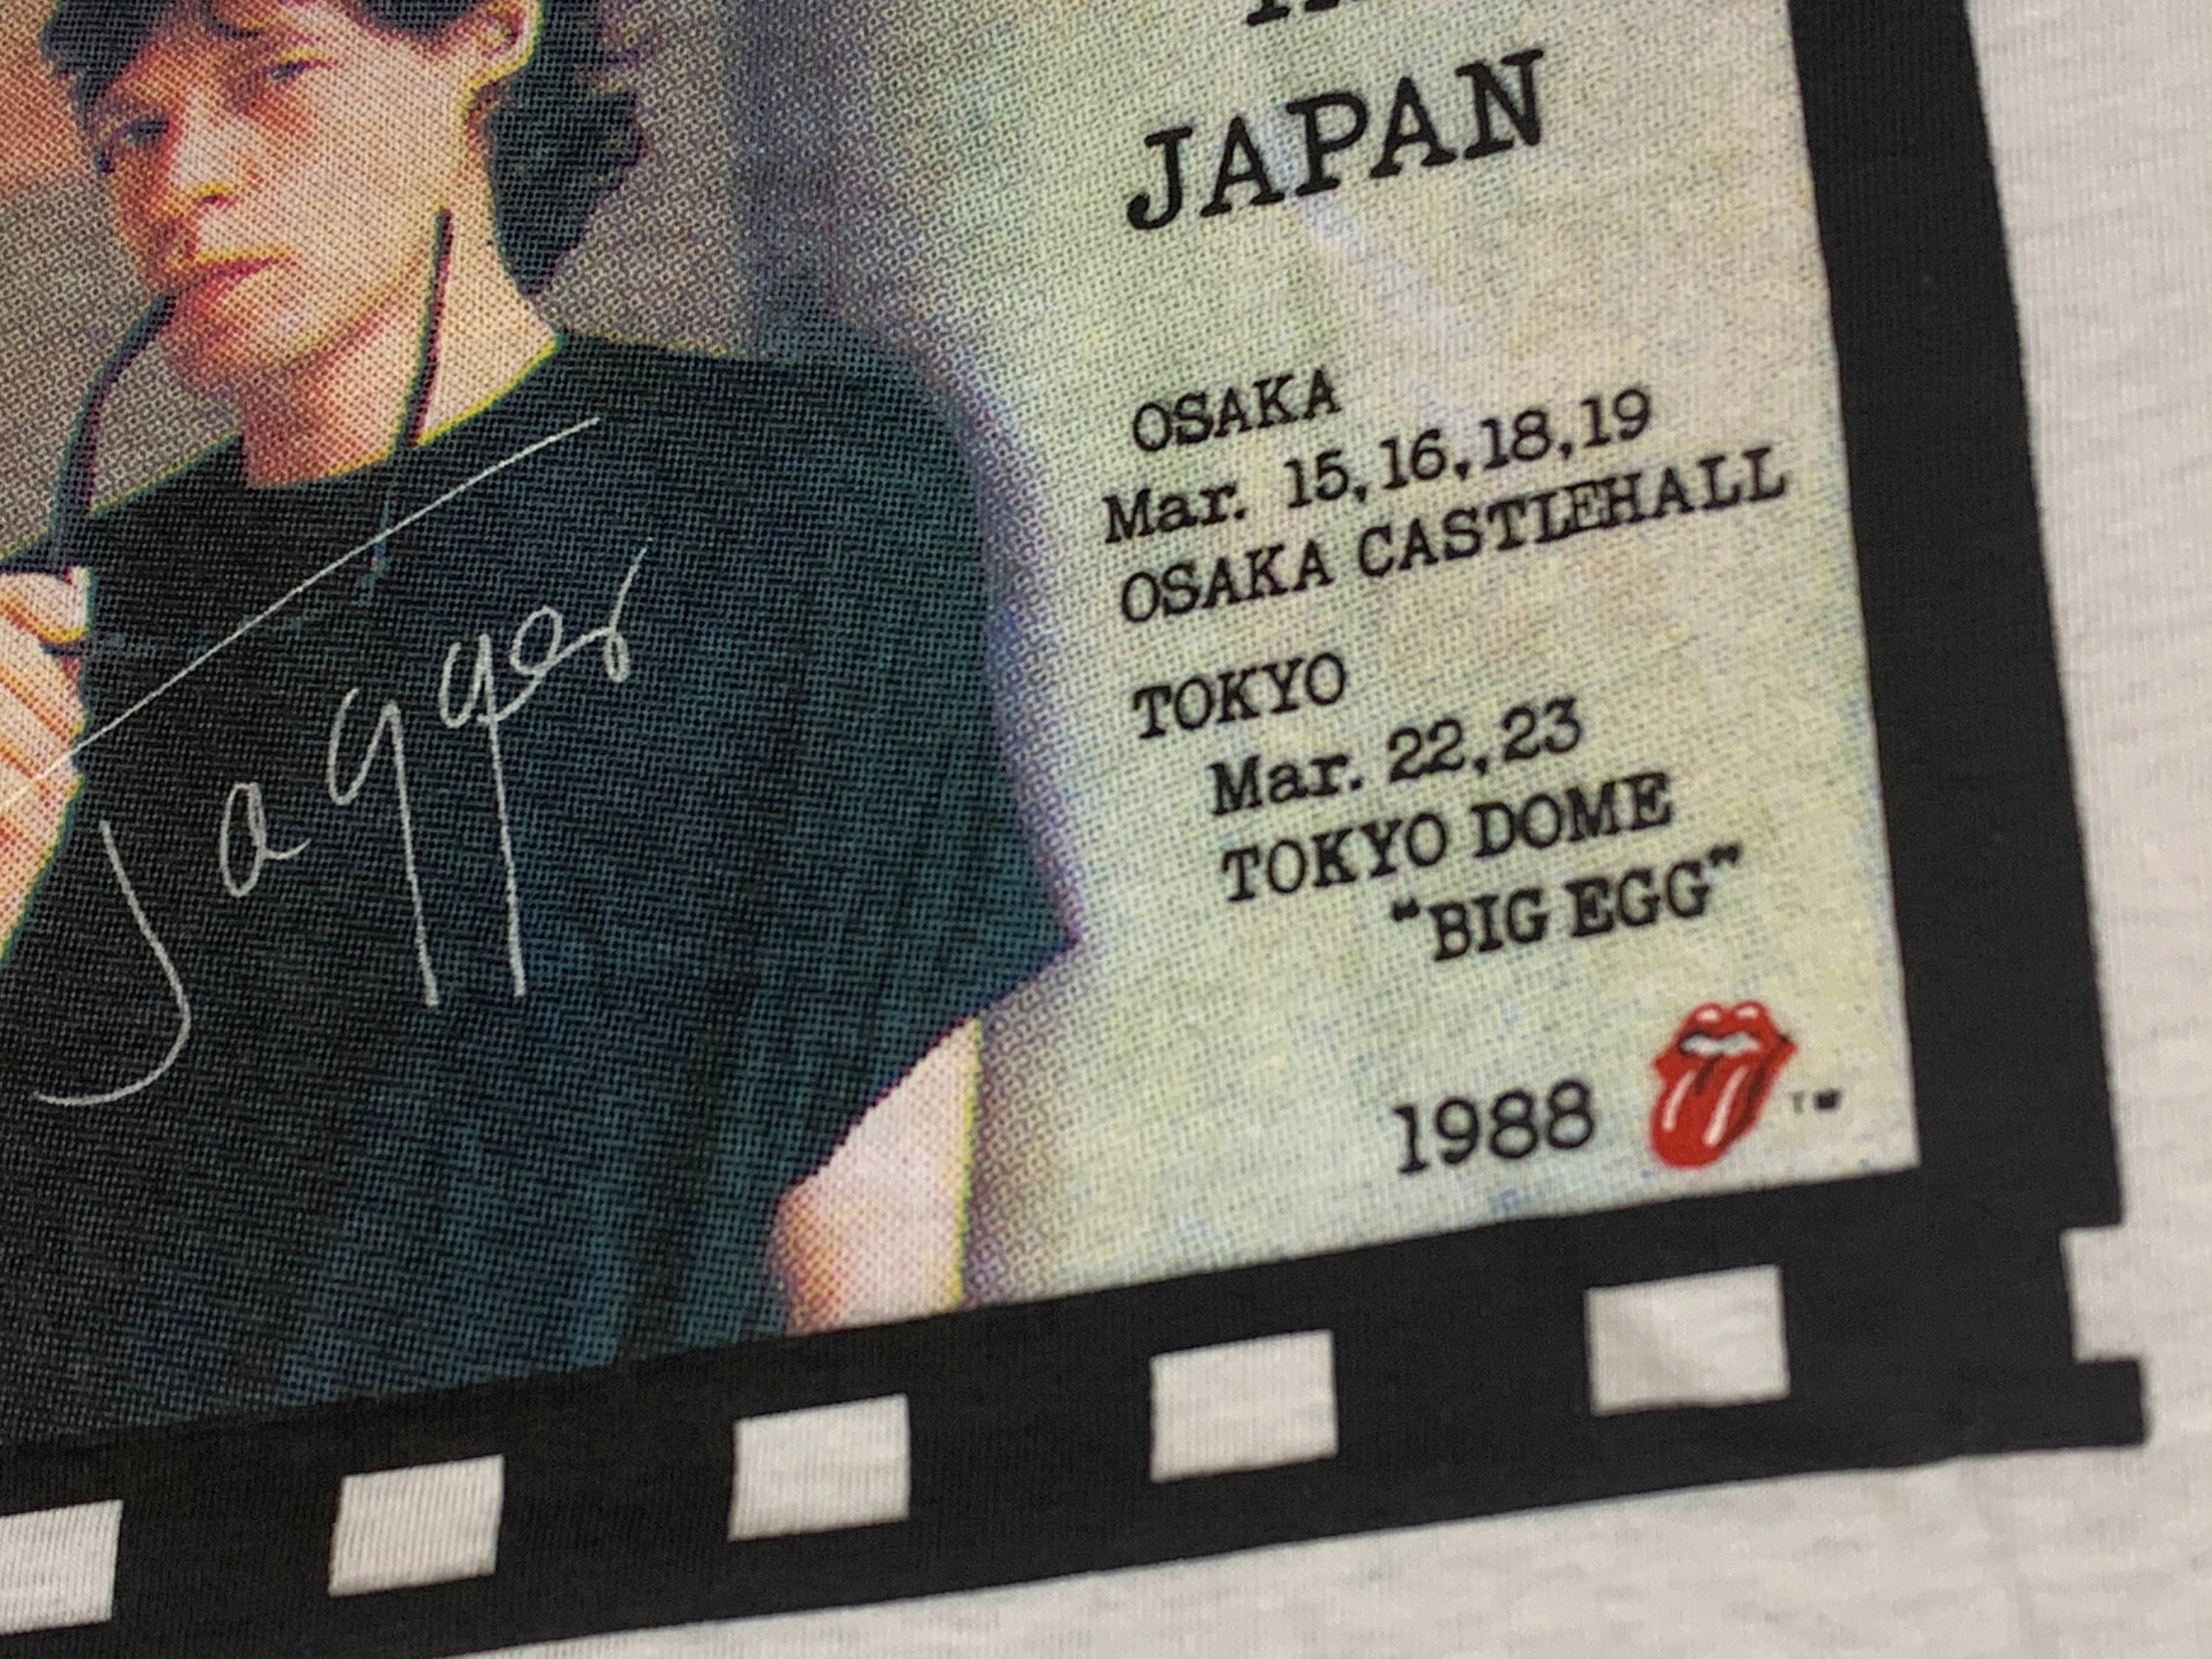 JAPAN
OSAKA
Mar. 15,16,18,19
OSAKA CASTLEHALL
TOKYO
Mar. 22,23
TOKYO DOME
“BIG EGG”
1988
TM
Jagger